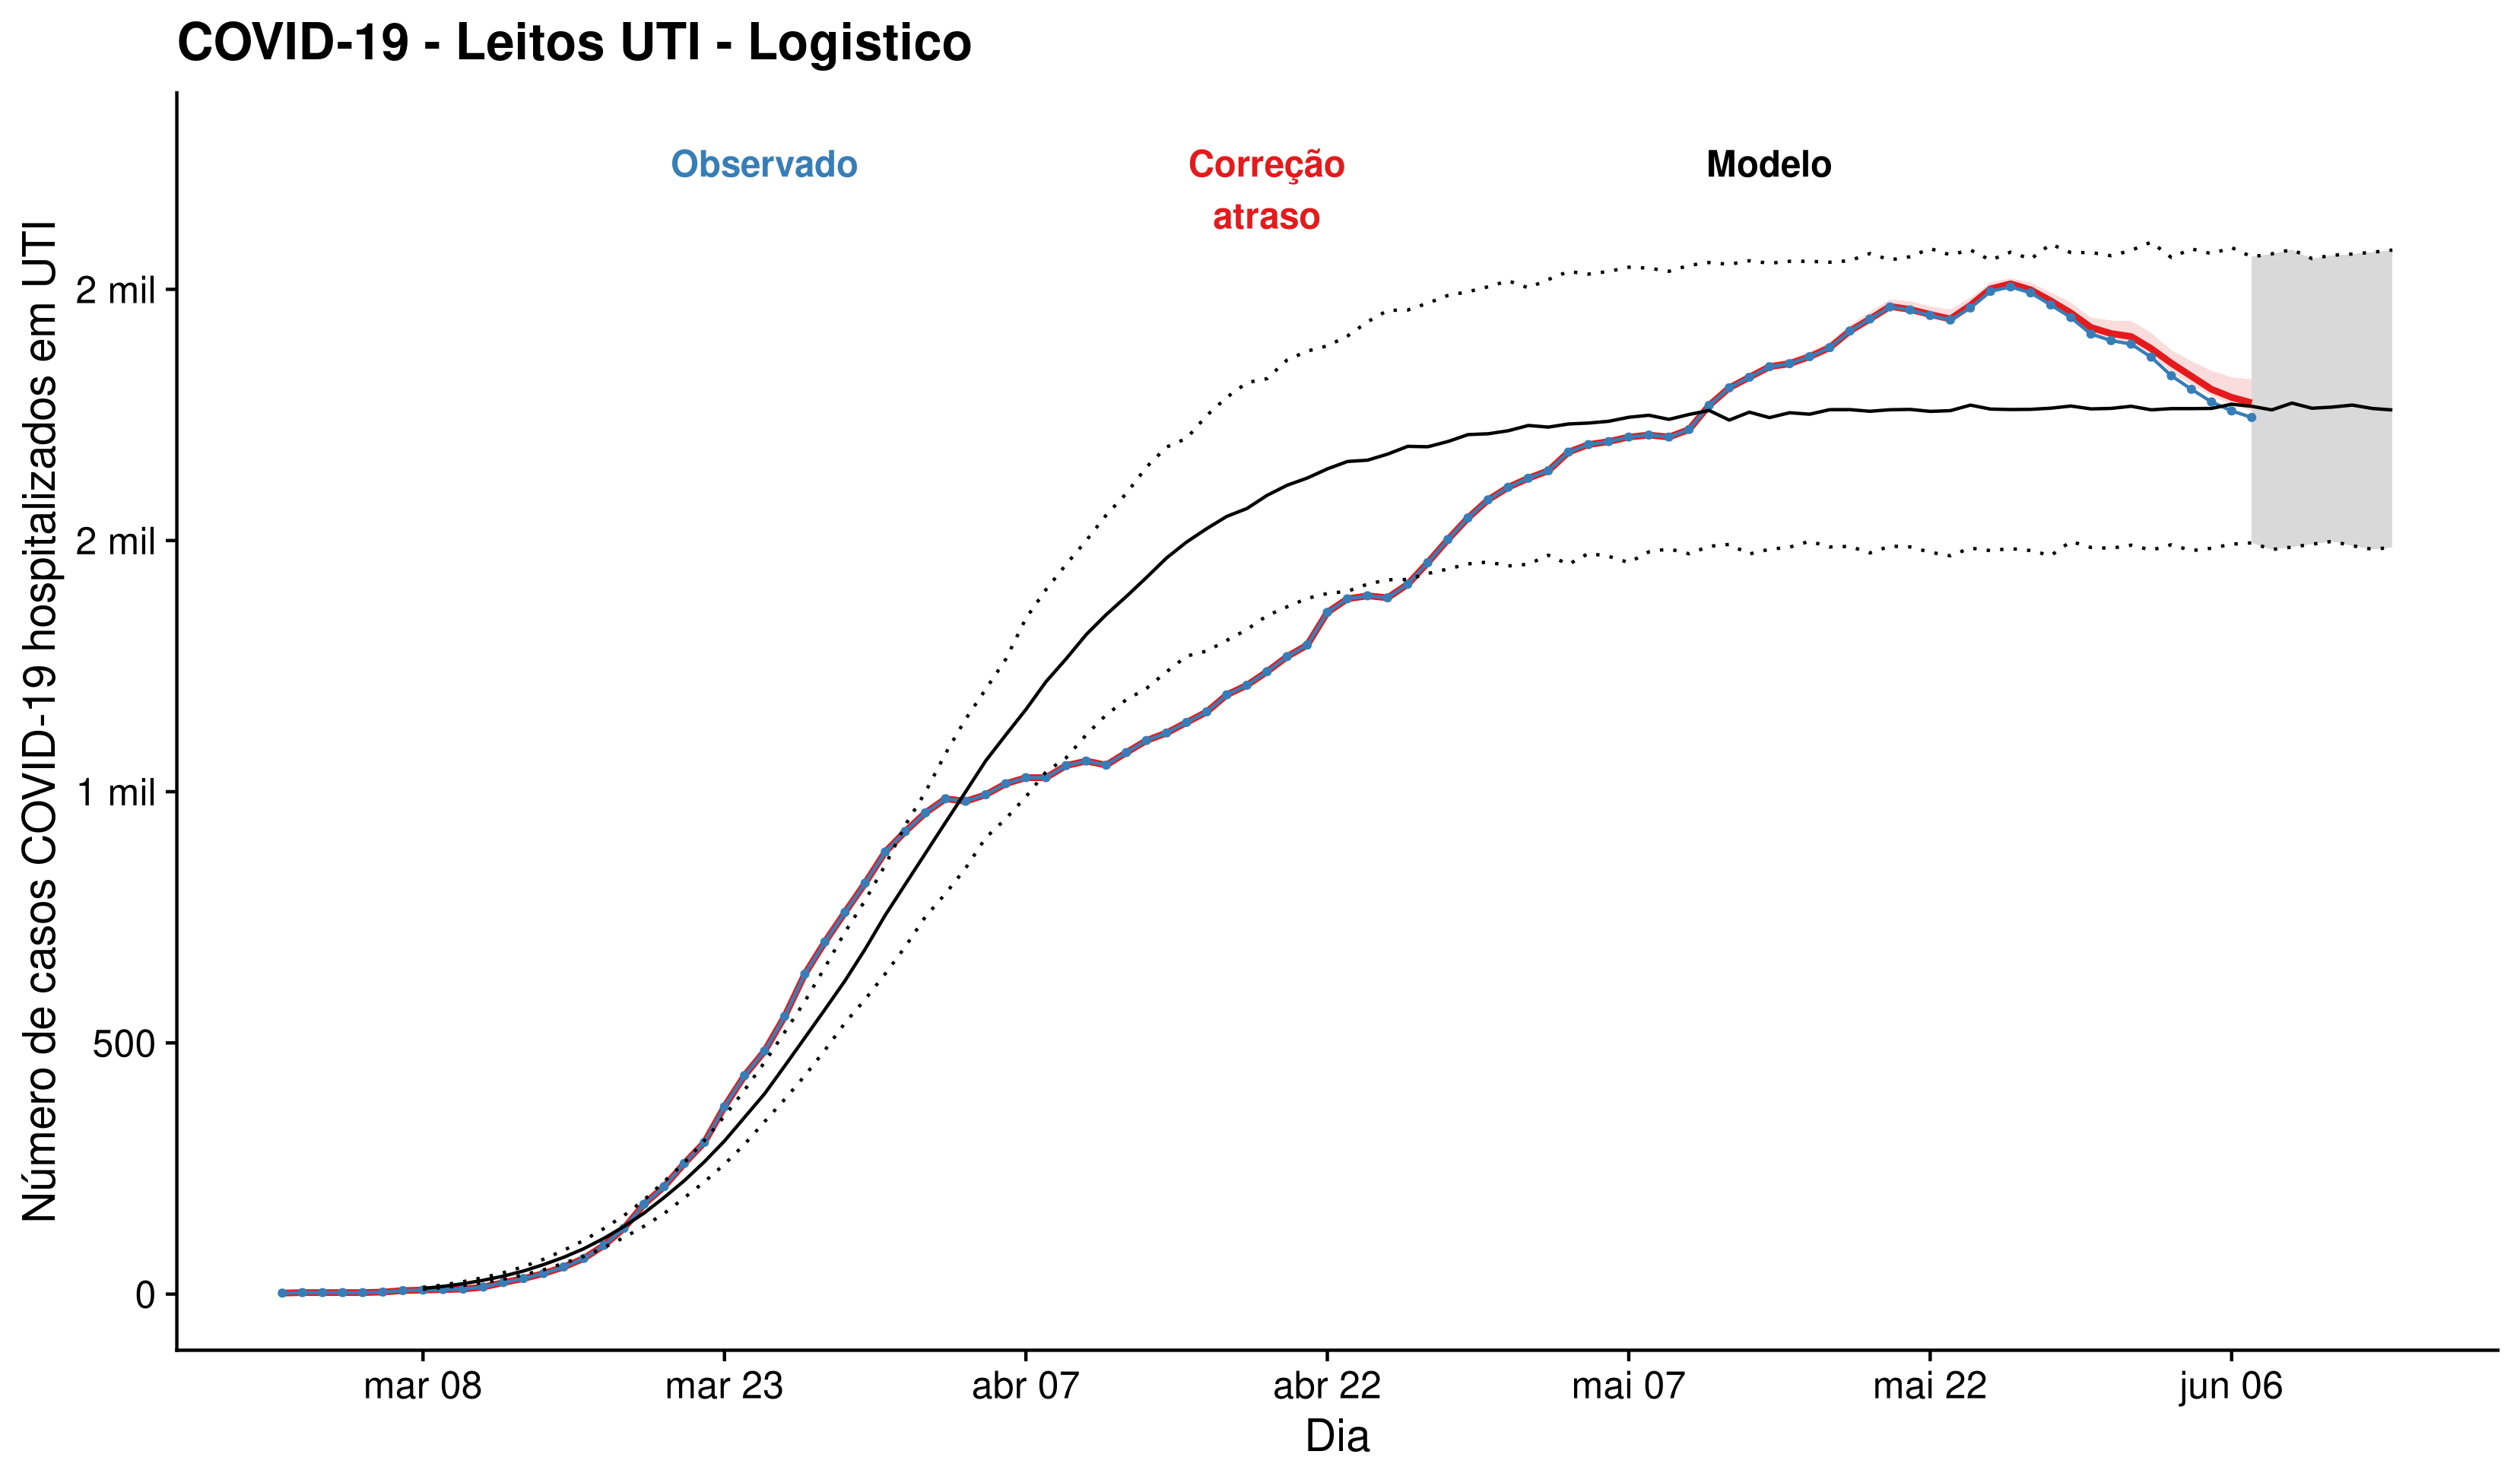 COVID-19 - Leitos UTI - Logistico
Observado
Correção
atraso
Modelo
Número de casos COVID-19 hospitalizados em UTI
2 mil
2 mil
1 mil
500
0
mar 08
mar 23
abr 07
abr 22
mai 07
mai 22
jun 06
Dia